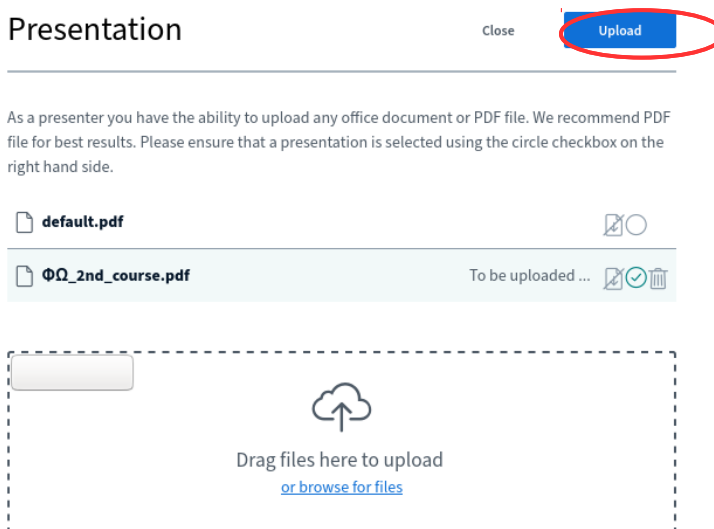 Presentation
Close
Upload
As a presenter you have the ability to upload any office document or PDF file. We recommend PDF
file for best results. Please ensure that a presentation is selected using the circle checkbox on the
right hand side.
default.pdf
ΦΩ_2nd_course.pdf
To be uploaded ...
Drag files here to upload
or browse for files